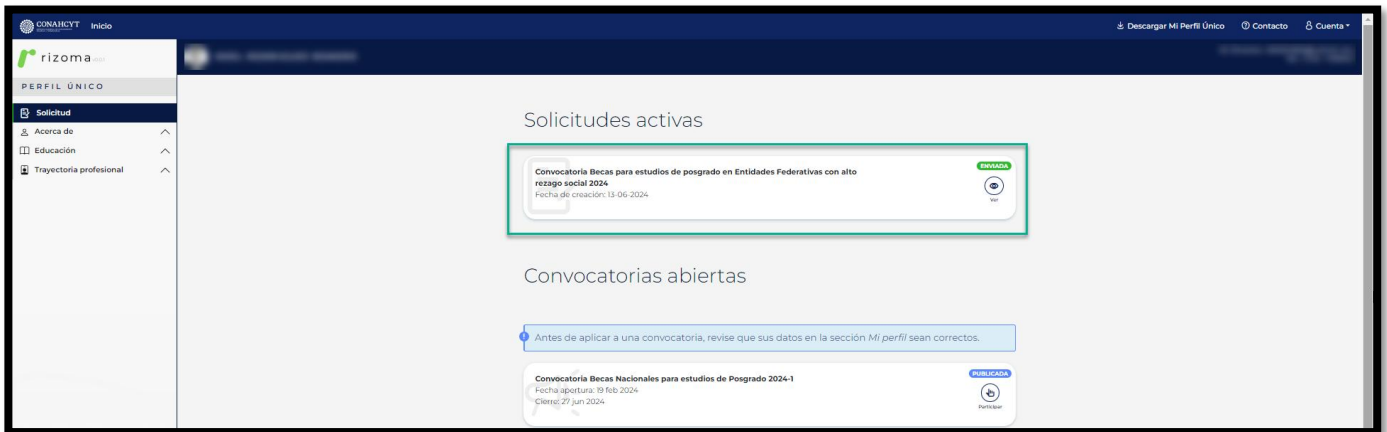 CONAHCYT Inicio Descargar Mi Perfil Único Contacto Cuenta
rizoma
PERFIL ÚNICO
Solicitud
Acerca de
Educación
Trayectoria profesional
Solicitudes activas
Convocatoria Becas para estudios de posgrado en Entidades Federativas con alto
rezago social 2024
Fecha de creación: 13-06-2024
ENVIADA
Ver
Convocatorias abiertas
Antes de aplicar a una convocatoria, revise que sus datos en la sección Mi perfil sean correctos.
Convocatoria Becas Nacionales para estudios de Posgrado 2024-1
Fecha apertura: 19 feb 2024
Cierre: 27 jun 2024
PUBLICADA
Participar